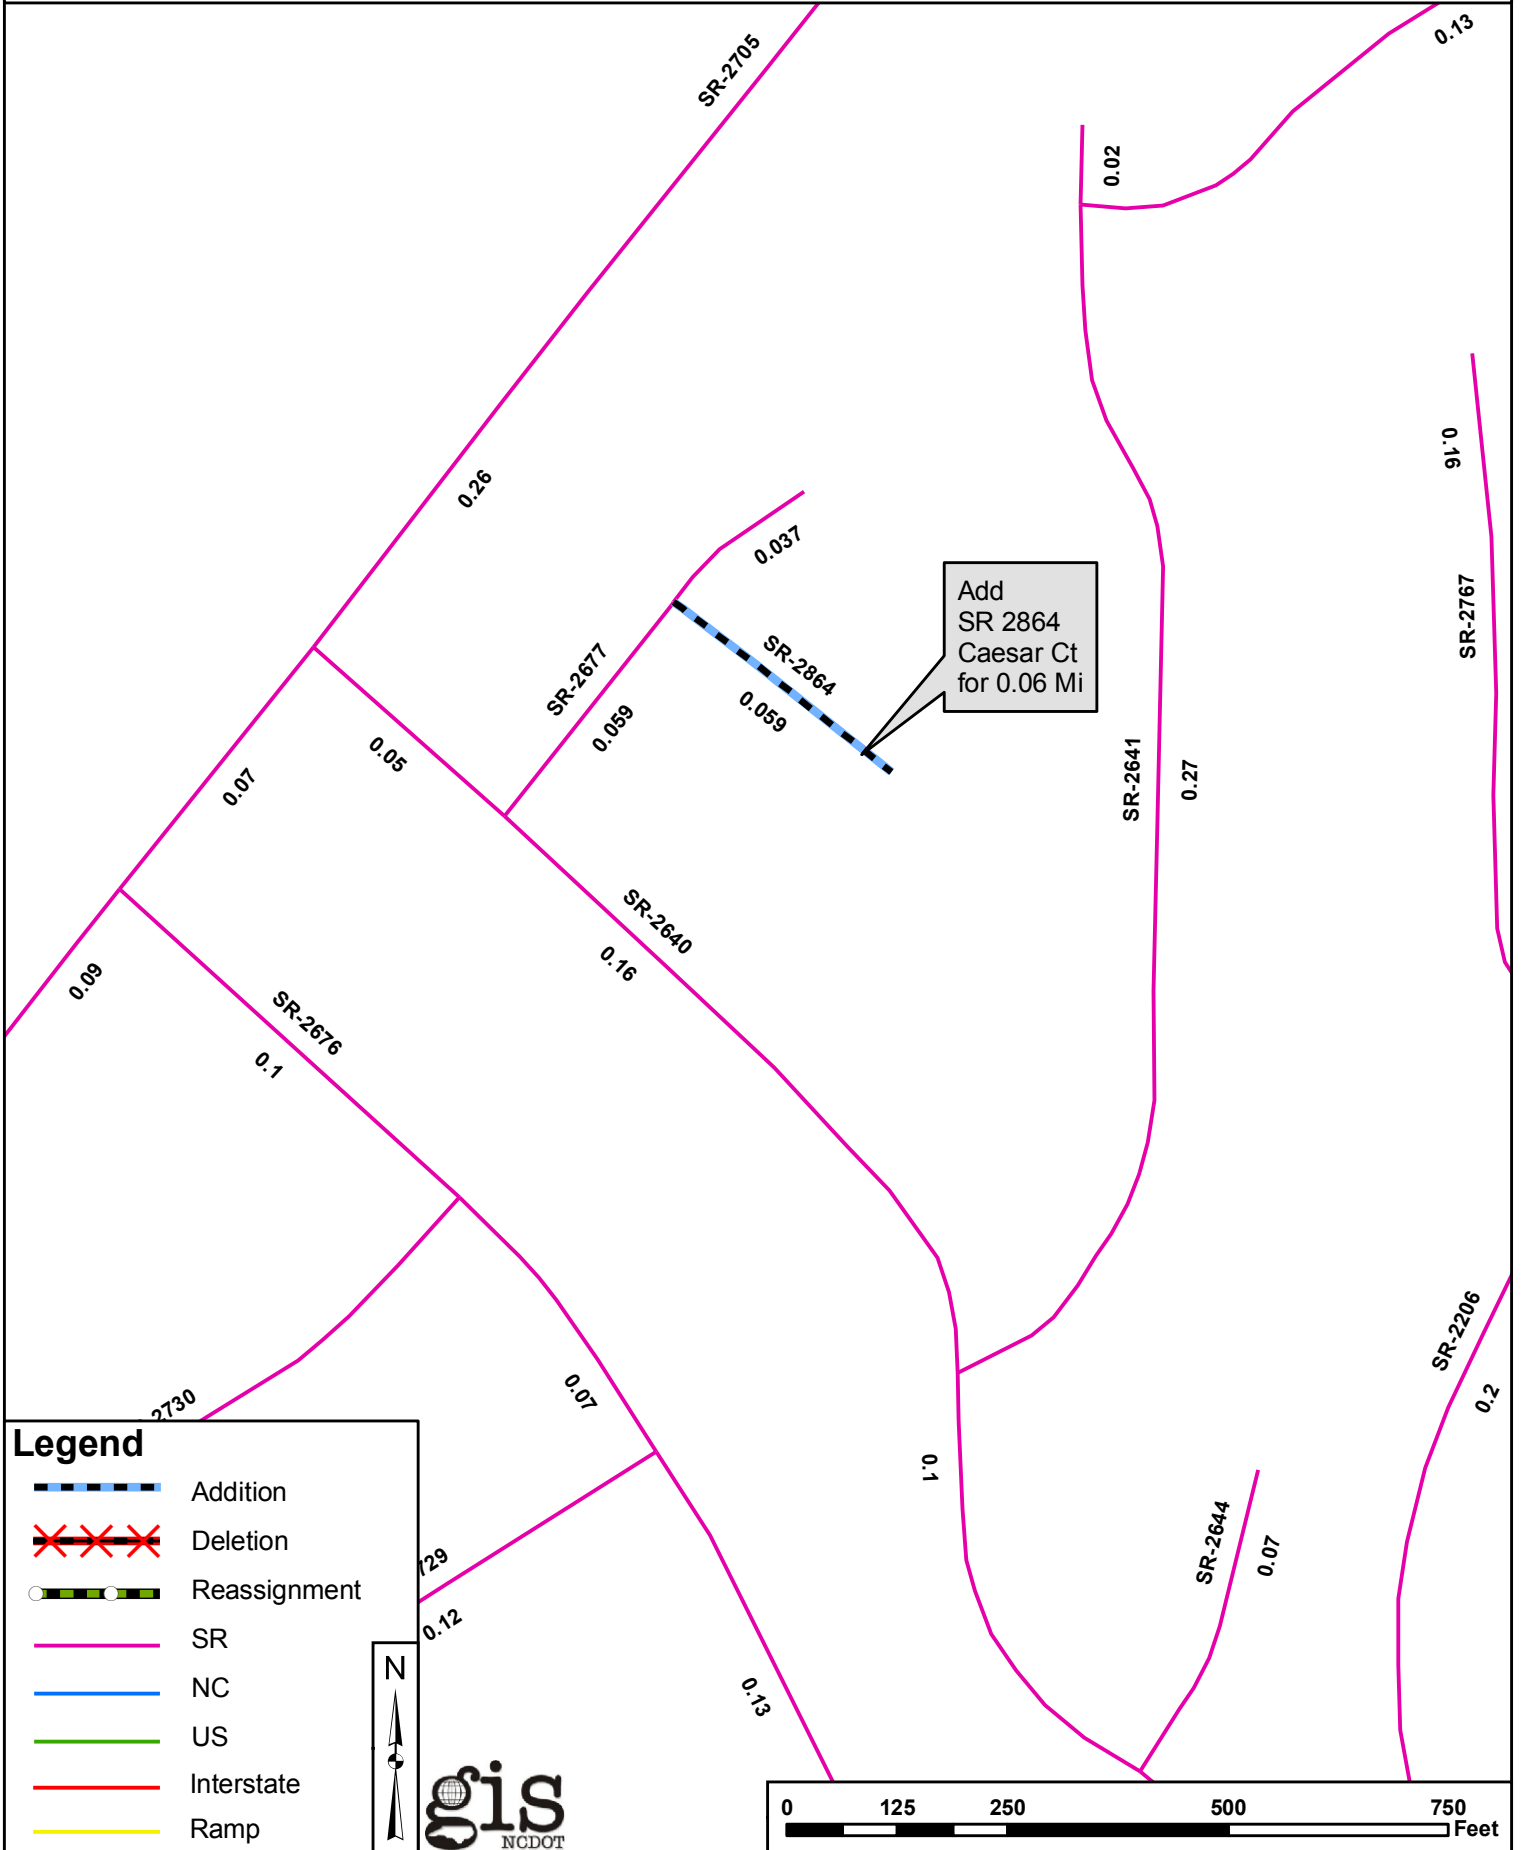 0.13
SR-2705
0.02
0.26
0.16
0.037
Add
SR 2864
Caesar Ct
for 0.06 Mi
SR-2767
SR-2864
SR-2677
0.059
0.059
0.05
SR-2641
0.27
0.07
SR-2640
0.16
0.09
SR-2676
0.1
SR-2206
0.2
0.07
2730
0.1
Legend
Addition
Deletion
Reassignment
SR
NC
US
Interstate
Ramp
729
0.12
SR-2644
0.07
N
0.13
gis
NCDOT
0 125 250 500 750
Feet